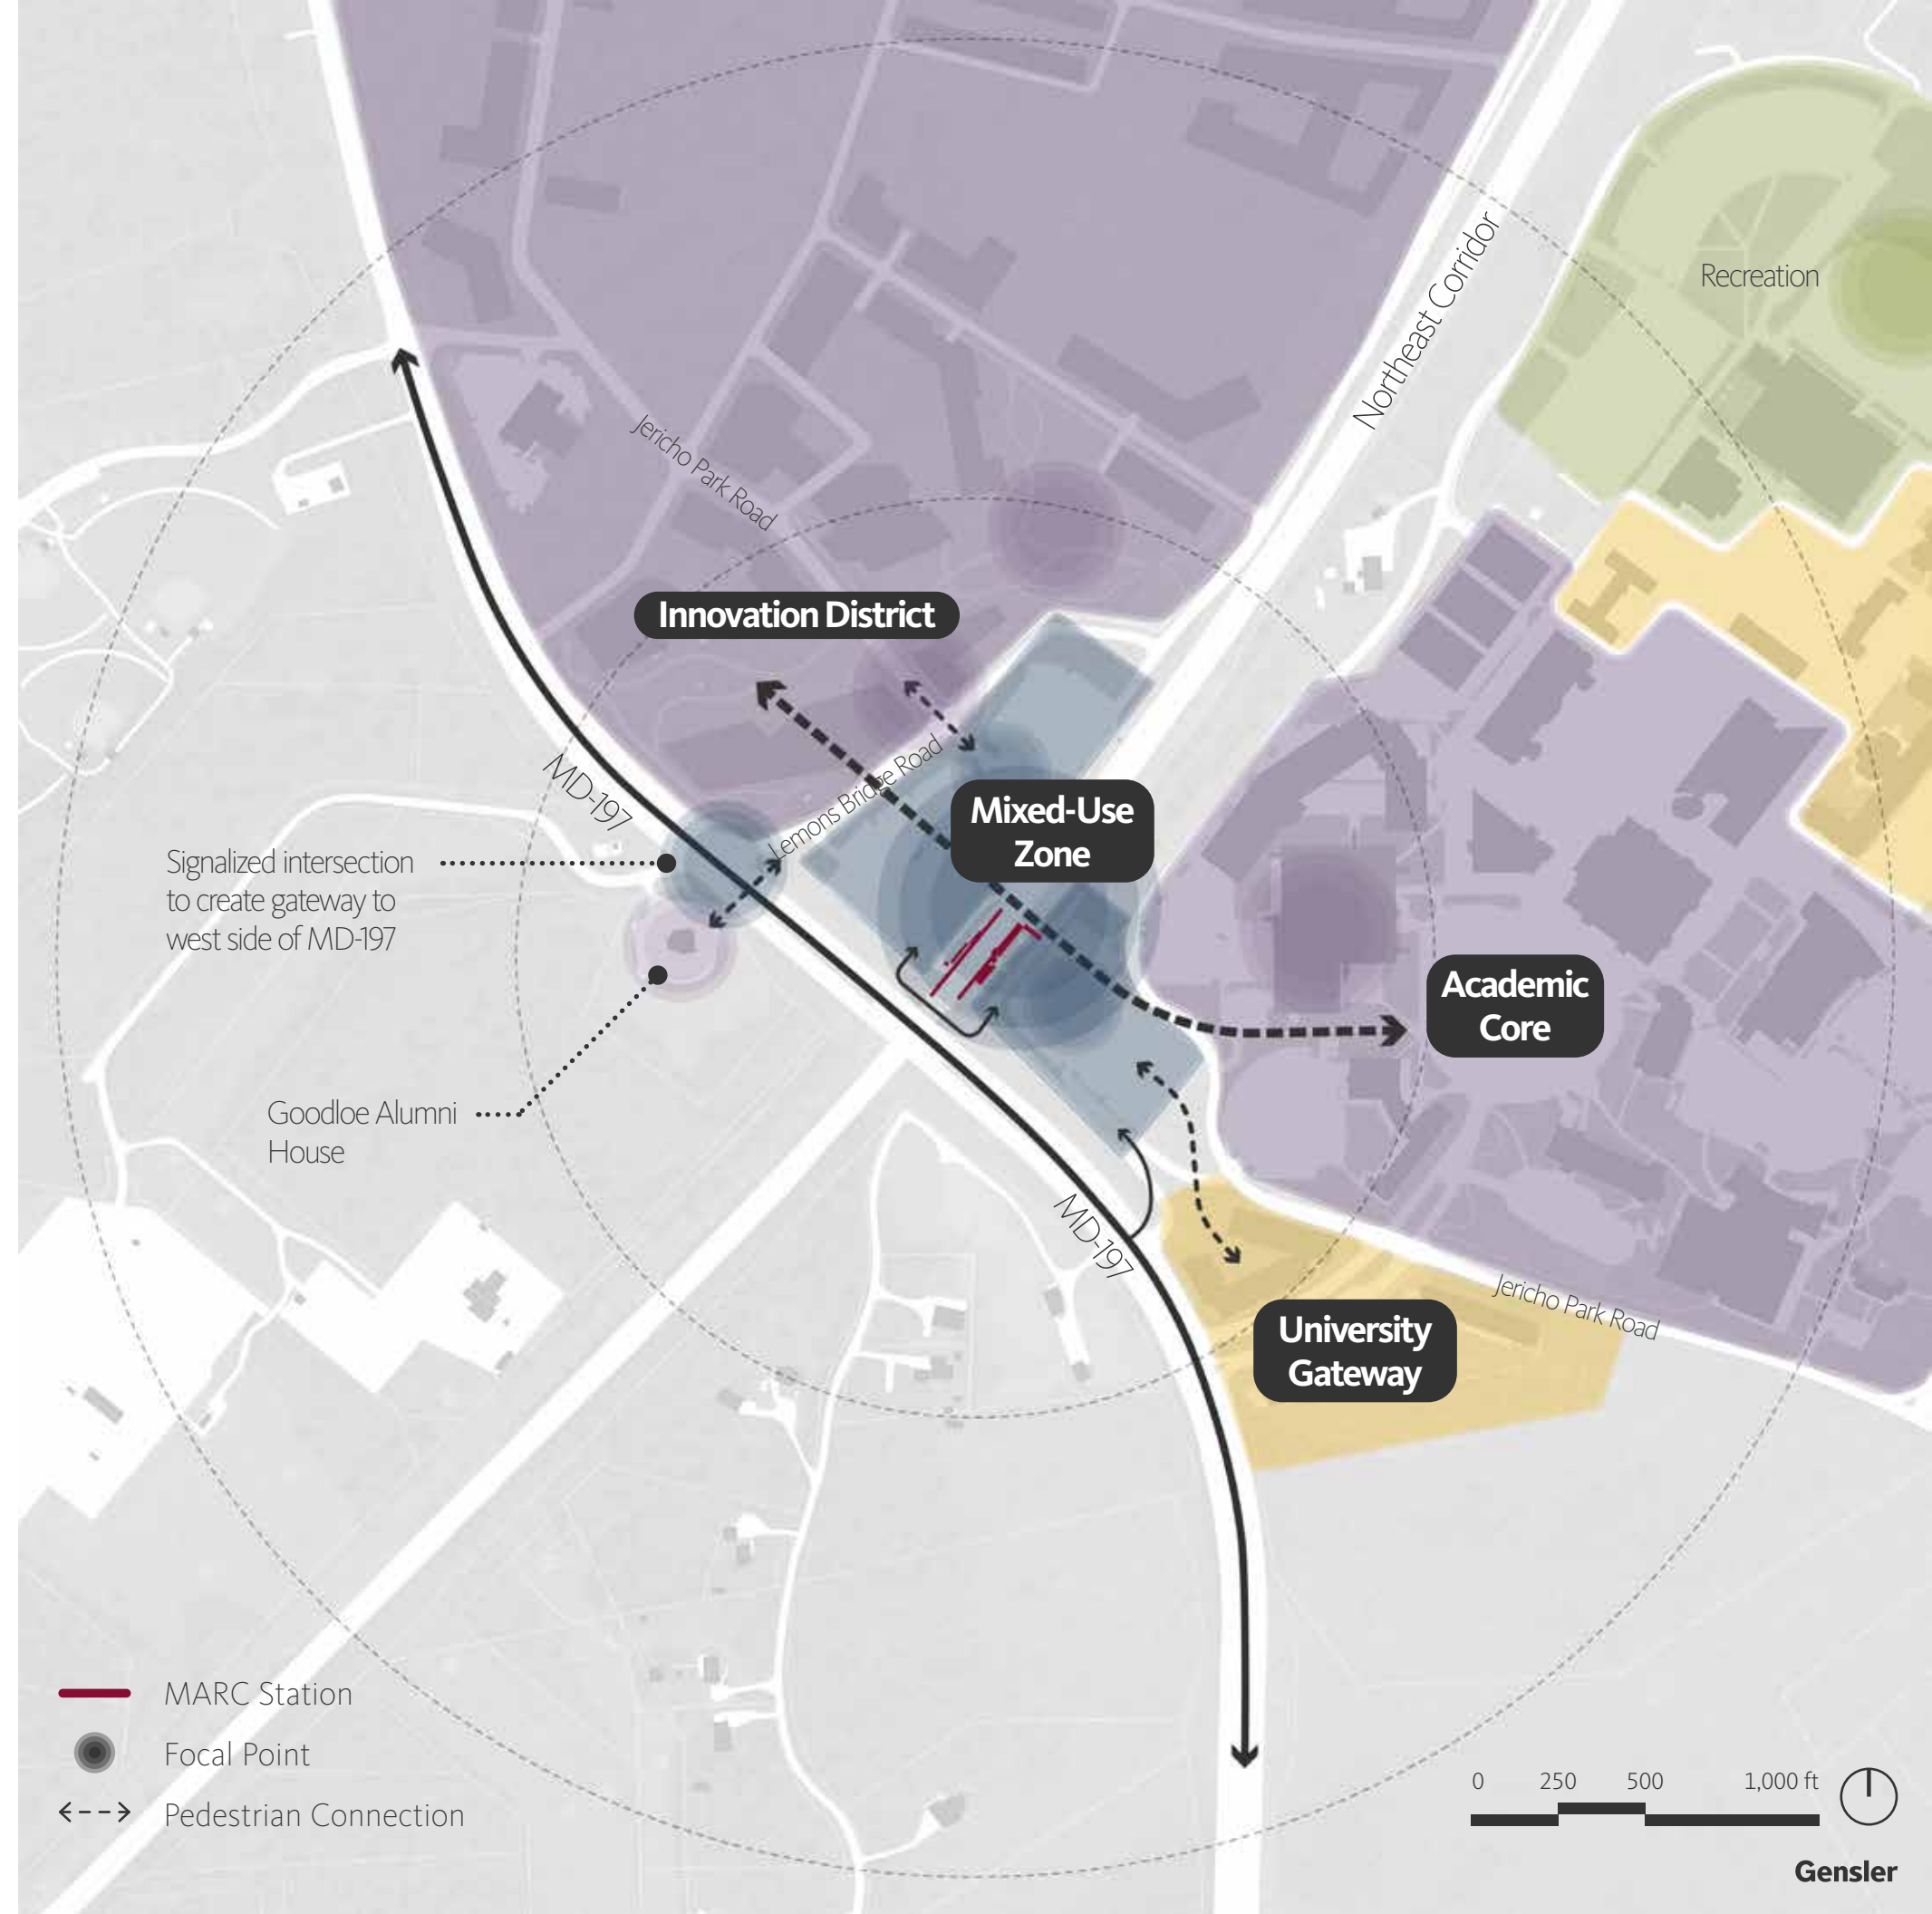 Northeast Corridor
Recreation
Jericho Park Road
Innovation District
Lemons Bridge Road
MD-197
Mixed-Use
Zone
Signalized intersection
to create gateway to
west side of MD-197
Academic
Core
Goodloe Alumni
House
MD-197
Jericho Park Road
University
Gateway
MARC Station
Focal Point
Pedestrian Connection
0 250 500 1,000 ft
Gensler